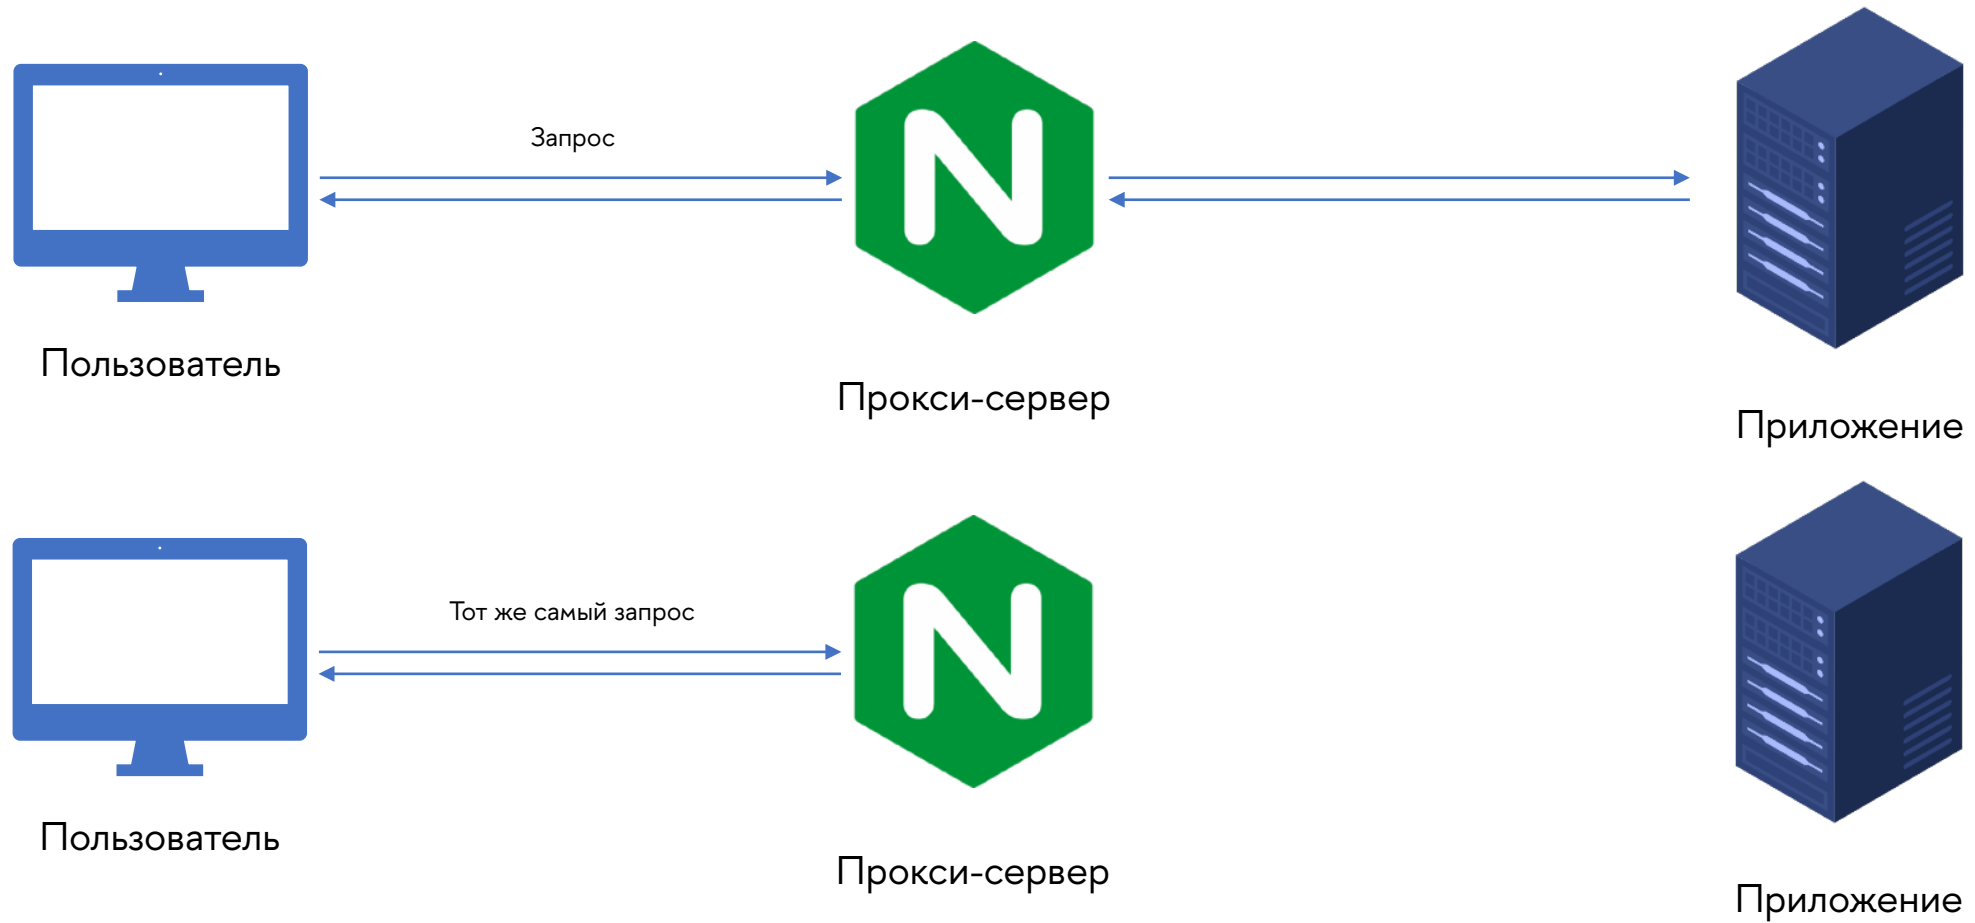 Запрос
Пользователь
Прокси-сервер
Приложение
Тот же самый запрос
Пользователь
Прокси-сервер
Приложение